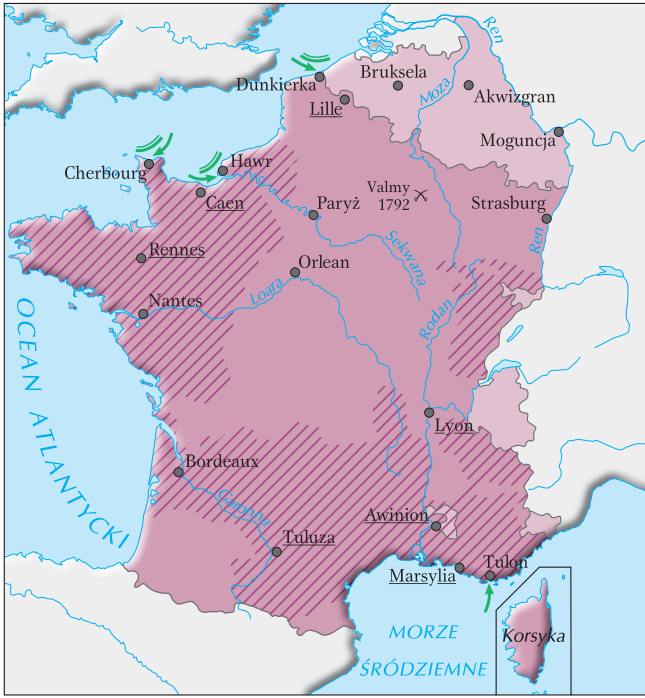 Ren
Dunkierka
Bruksela
Moza
Akwizgran
Lille
Moguncja
Hawr
Cherbourg
Caen
Paryż
Valmy
1792
Strasburg
Ren
Rennes
Sekwana
Orlean
Loara
Nantes
Rodan
OCEAN ATLANTYCKI
Lyon
Bordeaux
Garonna
Awinion
Tuluza
Marsylia
Tulon
MORZE
ŚRÓDZIEMNE
Korsyka